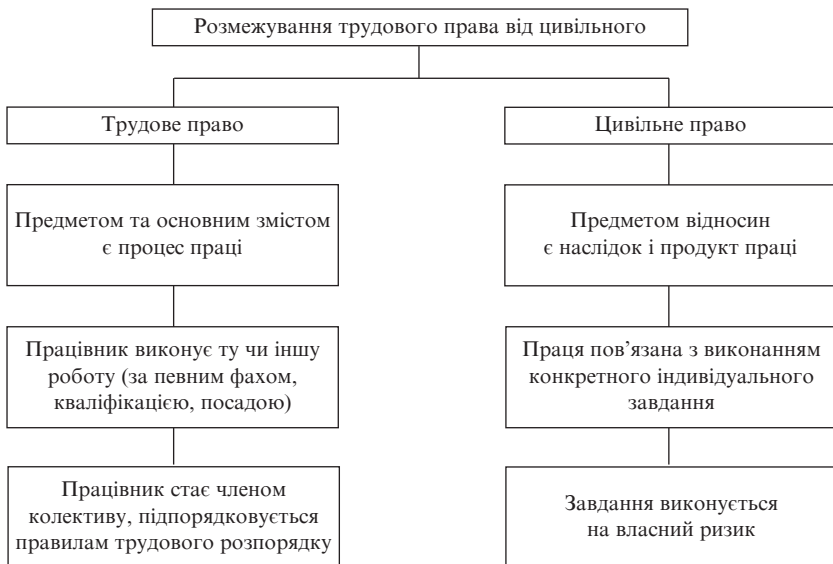 Розмежування трудового права від цивільного
Трудове право
Предметом та основним змістом
є процес праці
Працівник виконує ту чи іншу
роботу (за певним фахом,
кваліфікацією, посадою)
Працівник стає членом
колективу, підпорядковується
правилам трудового розпорядку
Цивільне право
Предметом відносин
є наслідок і продукт праці
Праця пов’язана з виконанням
конкретного індивідуального
завдання
Завдання виконується
на власний ризик